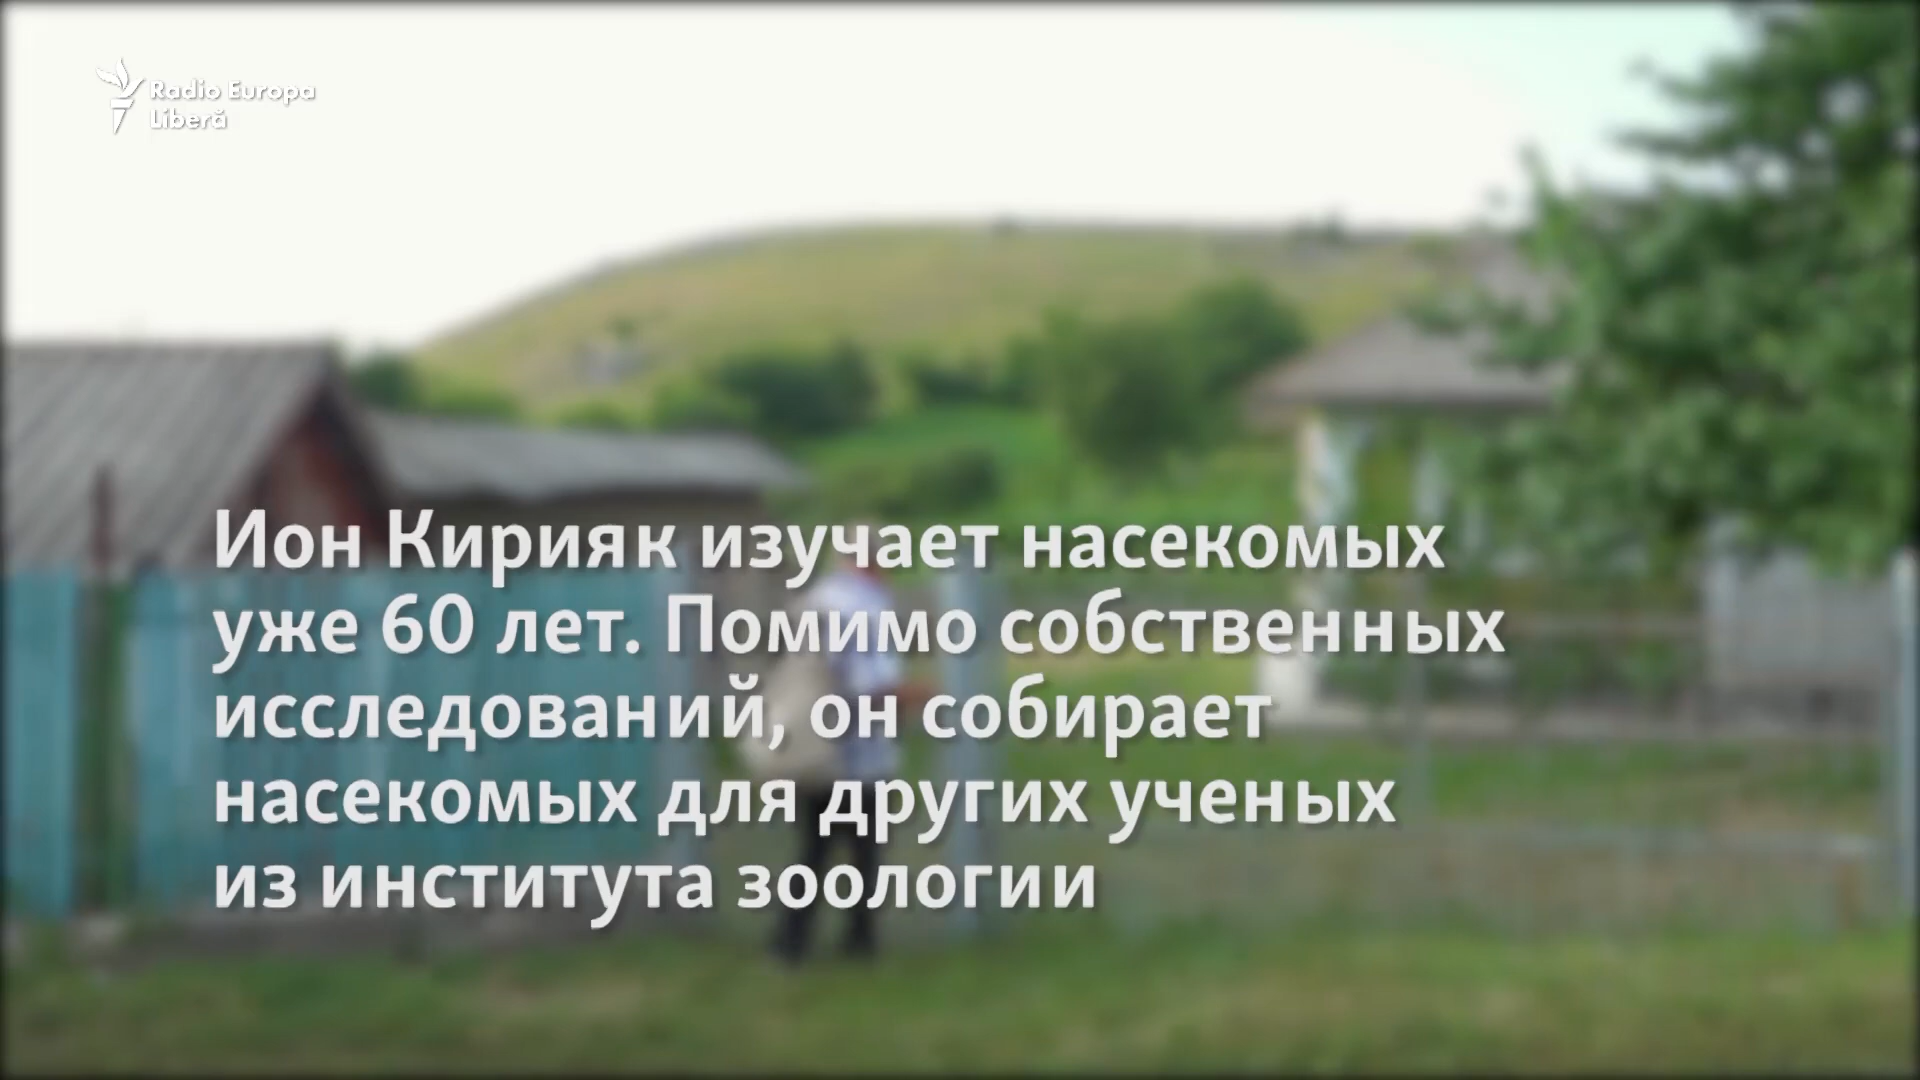 Radio Europa
Liberă
Ион Кирияк изучает насекомых
уже 60 лет. Помимо собственных
исследований, он собирает
насекомых для других ученых
из института зоологии